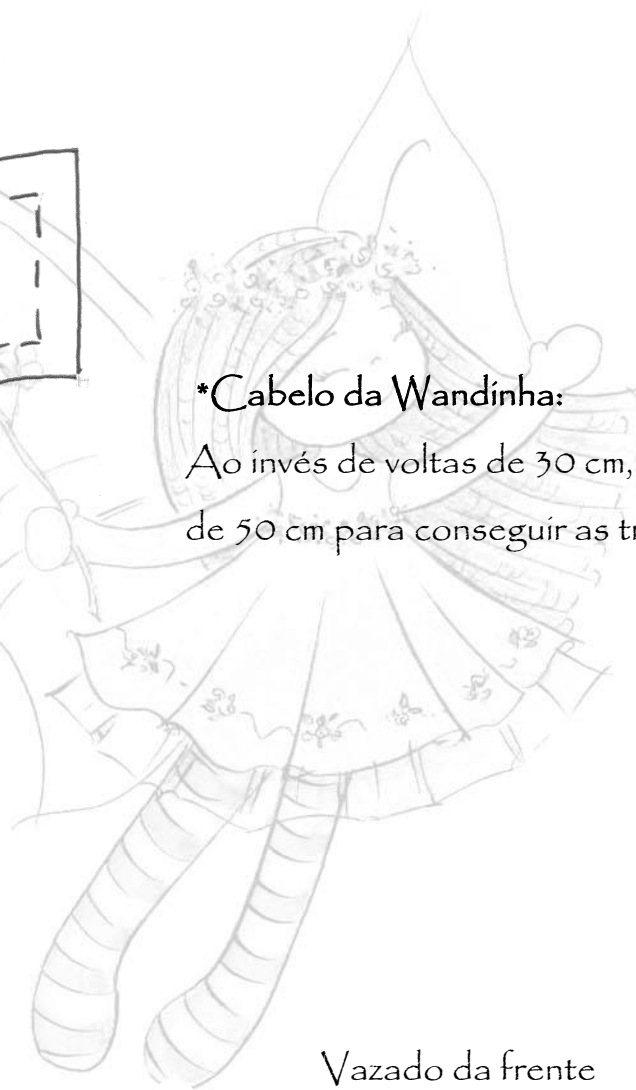 *Cabelo da Wandinha:
Ao invés de voltas de 30 cm,
de 50 cm para conseguir as
Vazado da frente